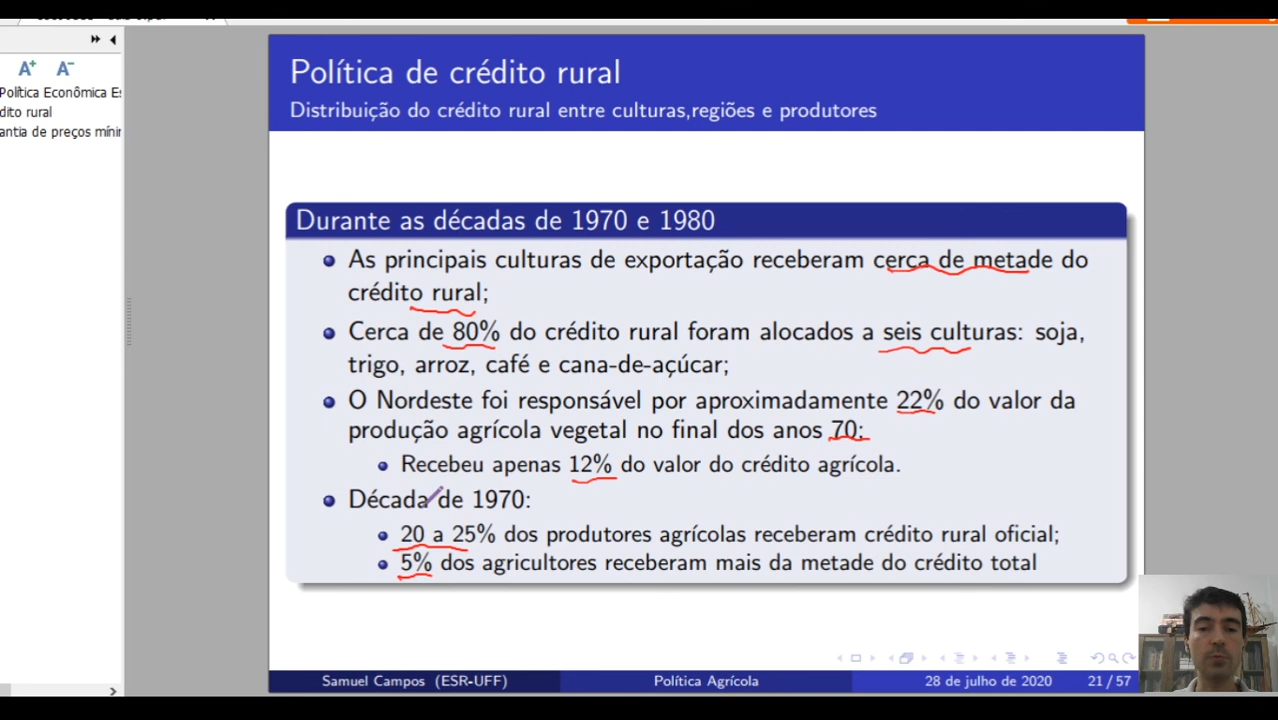 A+ A-
Política Econômica Es
dito rural
antia de preços mínir
Política de crédito rural
Distribuição do crédito rural entre culturas,regiões e produtores
Durante as décadas de 1970 e 1980
As principais culturas de exportação receberam cerca de metade do
crédito rural;
Cerca de 80% do crédito rural foram alocados a seis culturas: soja,
trigo, arroz, café e cana-de-açúcar;
O Nordeste foi responsável por aproximadamente 22% do valor da
produção agrícola vegetal no final dos anos 70;
Recebeu apenas 12% do valor do crédito agrícola.
Década de 1970:
20 a 25% dos produtores agrícolas receberam crédito rural oficial;
5% dos agricultores receberam mais da metade do crédito total
Samuel Campos (ESR-UFF) Política Agrícola 28 de julho de 2020 21 / 57